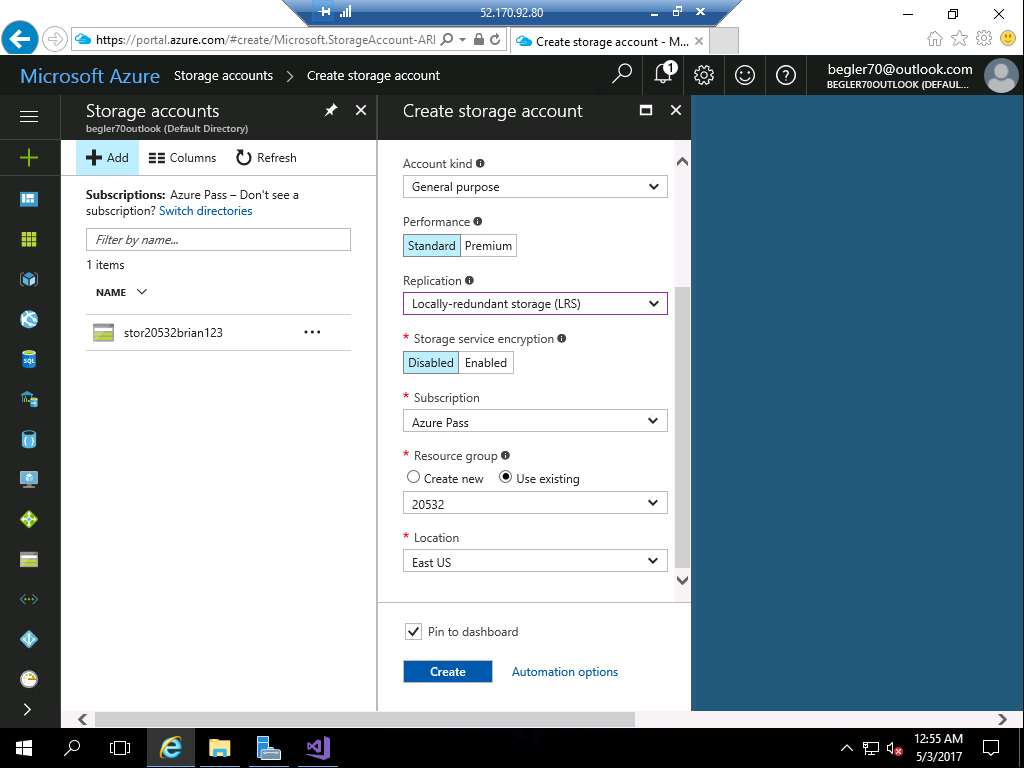 52.170.92.80
https://portal.azure.com/#create/Microsoft.StorageAccount-ARI
Create storage account - M...
Microsoft Azure
Storage accounts
Create storage account
1
begler70@outlook.com
BEGLER70OUTLOOK (DEFAUL...
Storage accounts
begler70outlook (Default Directory)
Add
Columns
Refresh
Subscriptions: Azure Pass – Don't see a
subscription? Switch directories
Filter by name...
1 items
NAME
stor20532brian123
...
Create storage account
Account kind
General purpose
Performance
Standard
Premium
Replication
Locally-redundant storage (LRS)
* Storage service encryption
Disabled
Enabled
* Subscription
Azure Pass
* Resource group
Create new
Use existing
20532
* Location
East US
Pin to dashboard
Create
Automation options
SQL
12:55 AM
5/3/2017